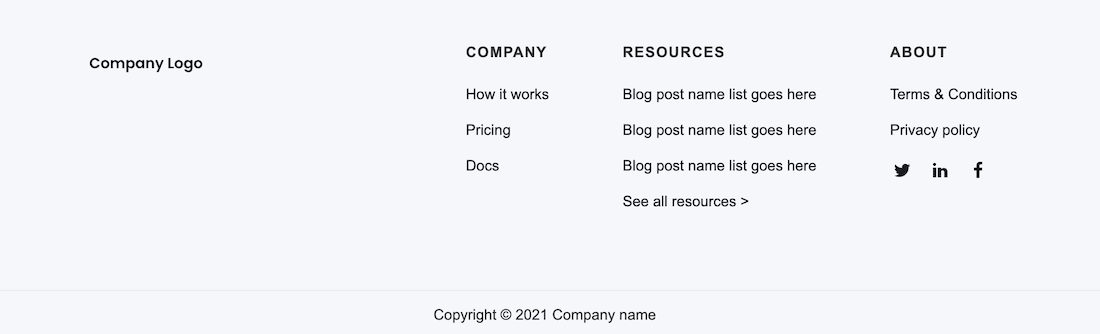 Company Logo
COMPANY
How it works
Pricing
Docs
RESOURCES
Blog post name list goes here
Blog post name list goes here
Blog post name list goes here
See all resources >
ABOUT
Terms & Conditions
Privacy policy
Copyright © 2021 Company name